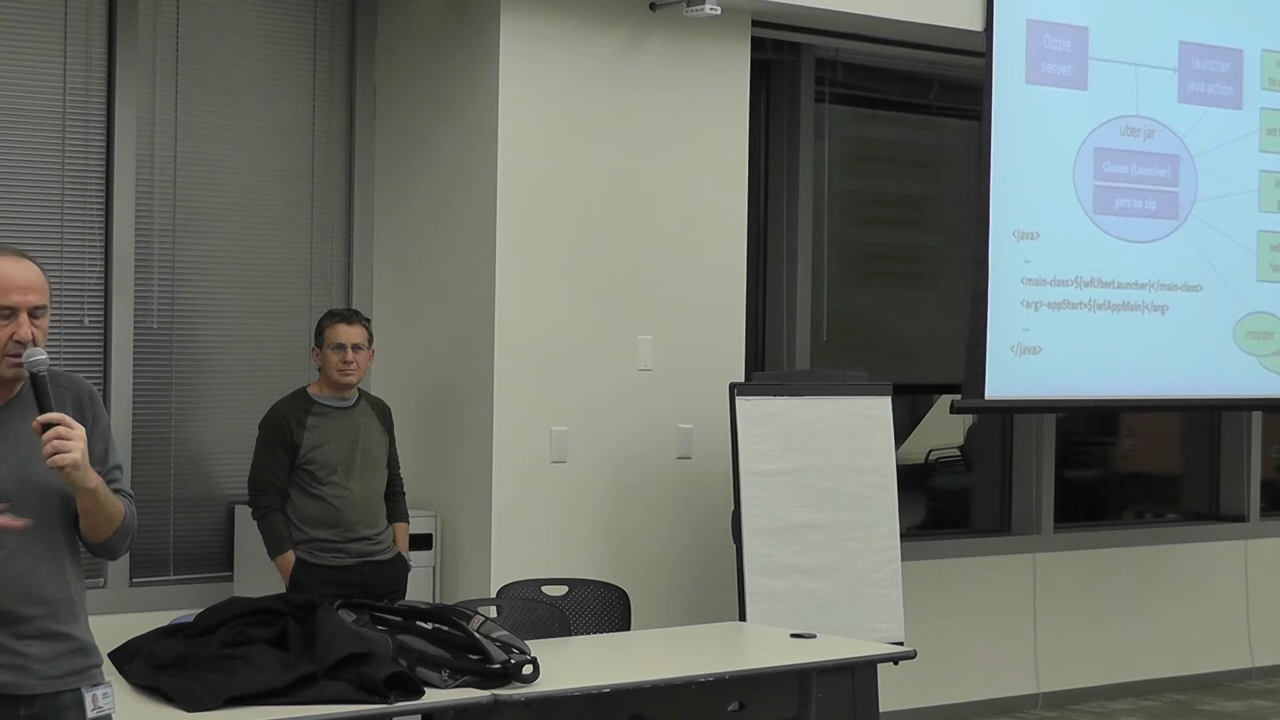 Oozie
server
launcher
java action
uber jar
Classes (Launcher)
jars so zip
set
<java>
...
<main-class>${wfUberLauncher}</main-class>
<arg>-appStart=${wfAppMain}</arg>
...
</java>
mapper